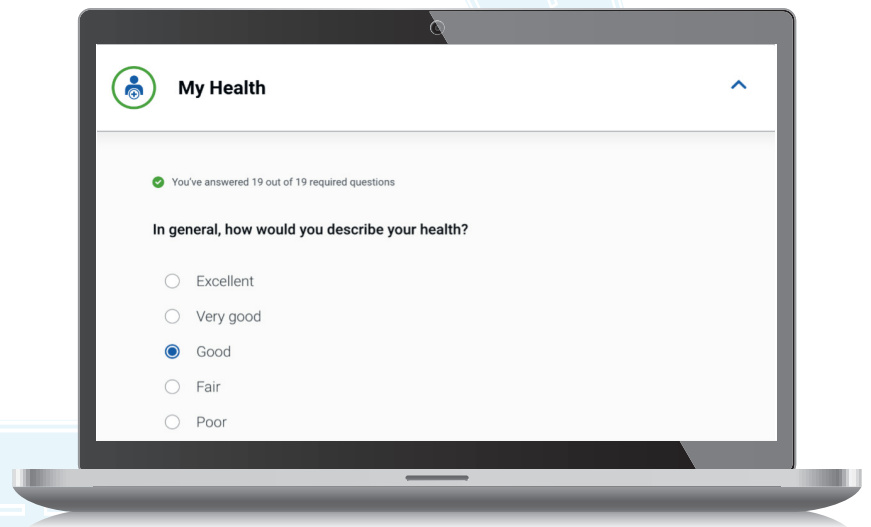 My Health
You've answered 19 out of 19 required questions
In general, how would you describe your health?
Excellent
Very good
Good
Fair
Poor